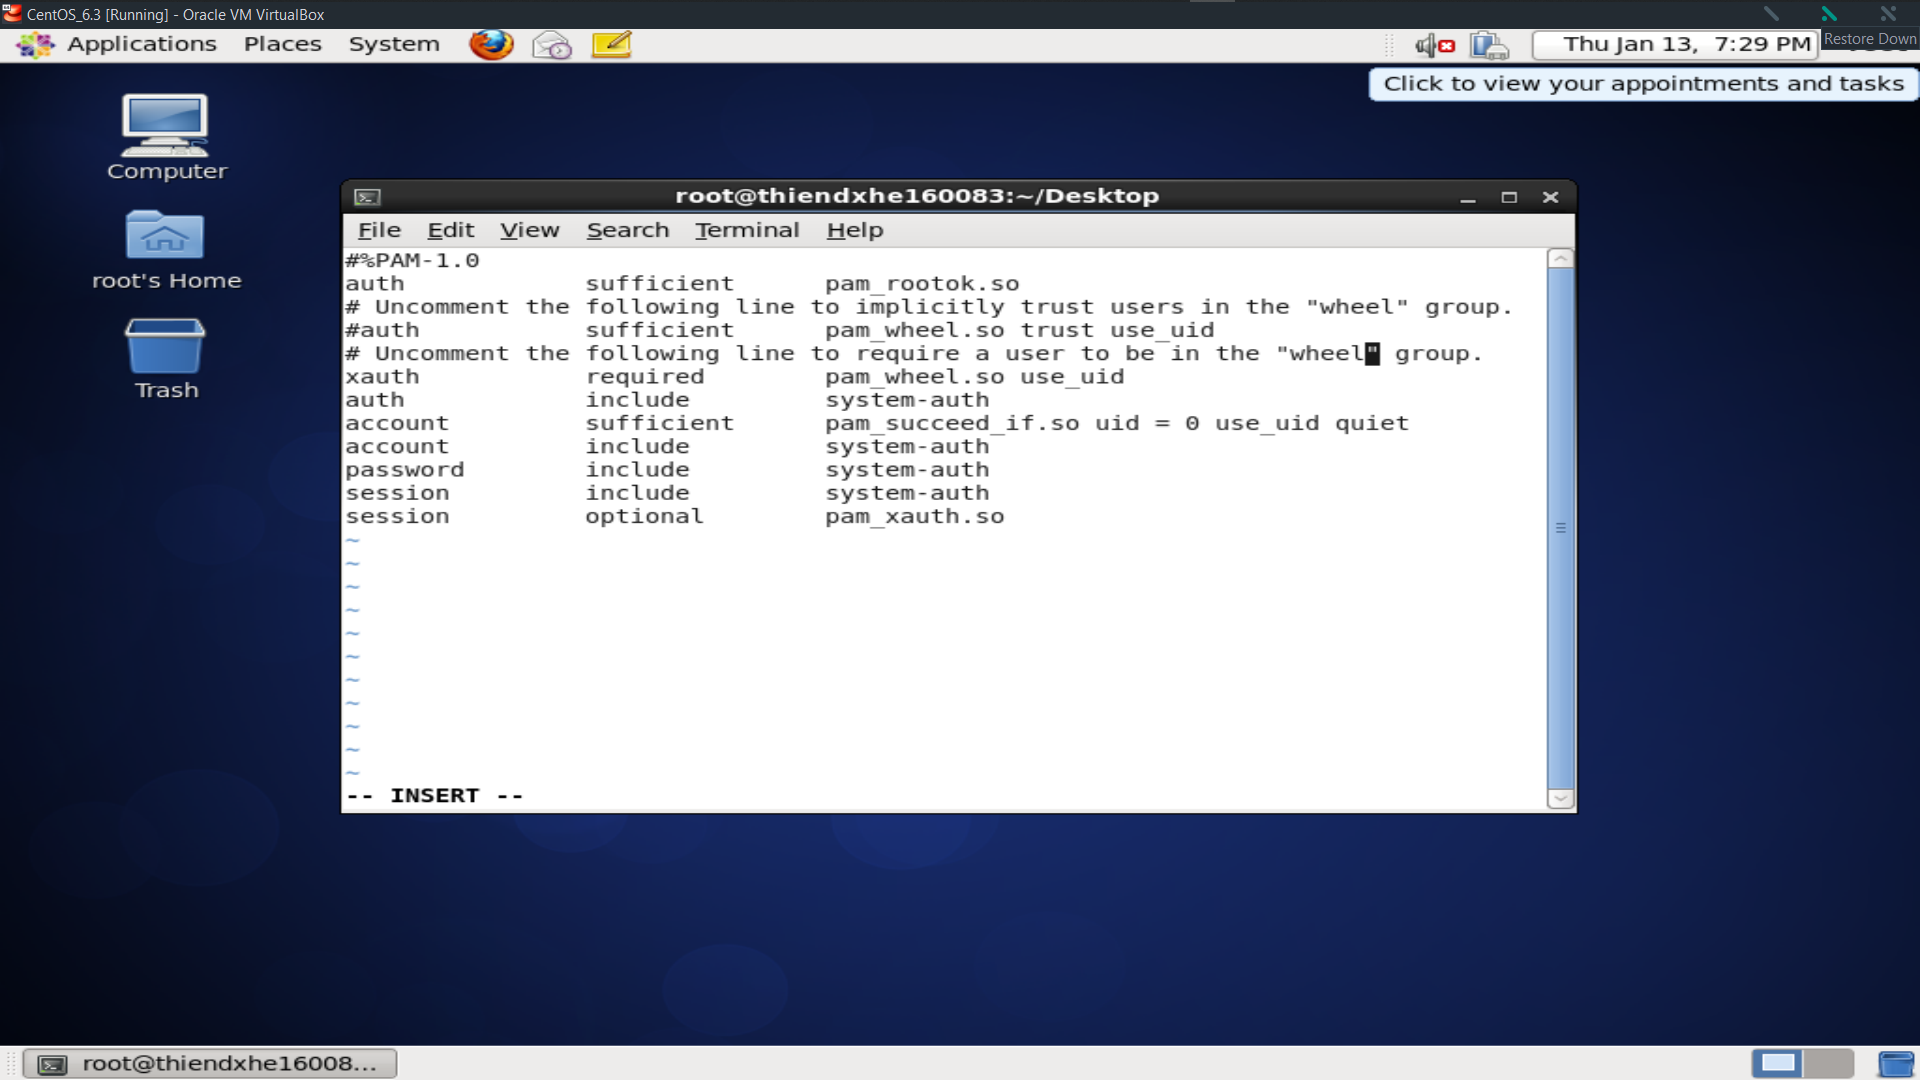 CentOS_6.3 [Running] - Oracle VM VirtualBox
Applications Places System
Thu Jan 13, 7:29 PM
Restore Down
Click to view your appointments and tasks
Computer
root's Home
Trash
root@thiendxhe160083:~/Desktop
File Edit View Search Terminal Help
#%PAM-1.0
auth sufficient pam_rootok.so
# Uncomment the following line to implicitly trust users in the "wheel" group.
#auth sufficient pam_wheel.so trust use_uid
# Uncomment the following line to require a user to be in the "wheel" group.
xauth required pam_wheel.so use_uid
auth include system-auth
account sufficient pam_succeed_if.so uid = 0 use_uid quiet
account include system-auth
password include system-auth
session include system-auth
session optional pam_xauth.so
~
~
~
~
~
~
~
~
~
~
~
-- INSERT --
root@thiendxhe16008...